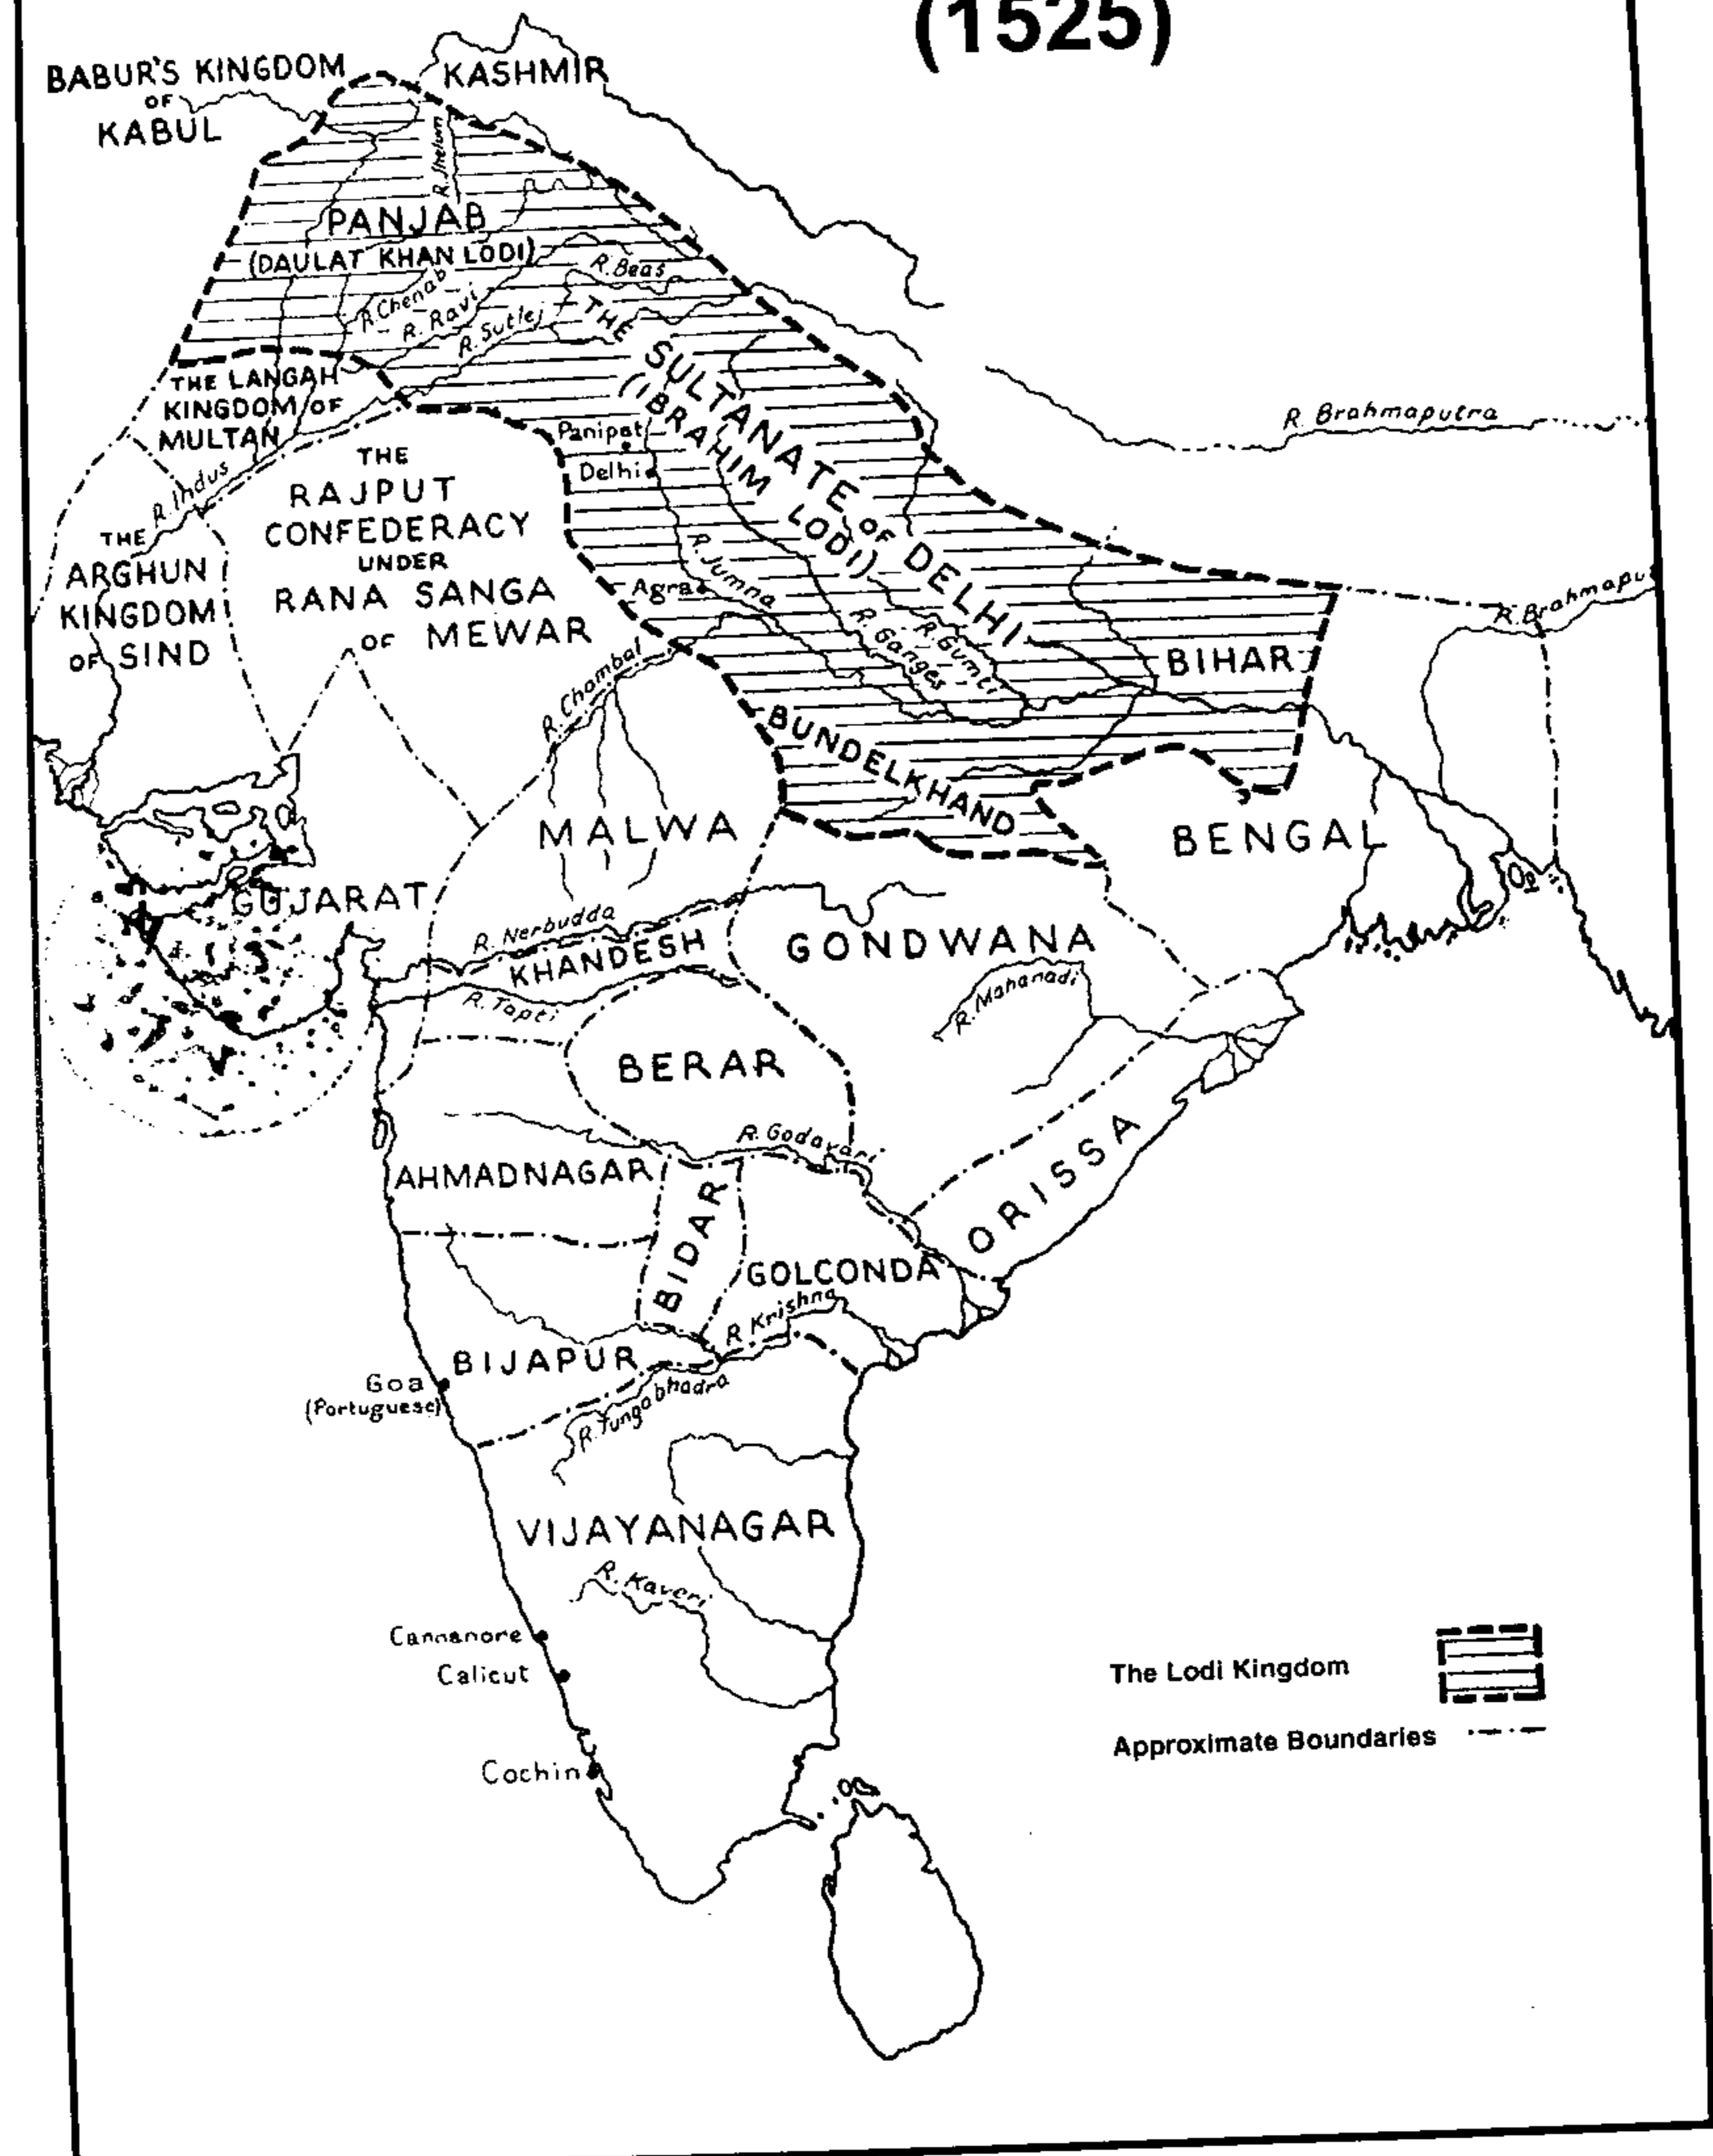 (1525)
BABUR'S KINGDOM
OF
KABUL
KASHMIR
R. Jhelum
PANJAB
(DAULAT KHAN LODI)
R. Chenab
R. Ravi
R. Beas
R. Sutlej
THE
SULTANATE OF DELHI
(IBRAHIM LODI)
THE LANGAH
KINGDOM OF
MULTAN
R. Indus
Panipat
Delhi
R. Brahmaputra
THE
RAJPUT
CONFEDERACY
UNDER
RANA SANGA
OF MEWAR
THE
ARGHUN
KINGDOM
OF SIND
Agra
R. Jumna
R. Ganges
R. Gumti
R. Brahmapu
BIHAR
R. Chambal
BUNDELKHAND
MALWA
BENGAL
GUJARAT
R. Nerbudda
KHANDESH
R. Tapti
GONDWANA
R. Mahanadi
BERAR
R. Godavari
ORISSA
AHMADNAGAR
BIDAR
GOLCONDA
R. Krishna
BIJAPUR
Goa
(Portuguese)
R. Tungabhadra
VIJAYANAGAR
R. Kaveri
Cannanore
Calicut
Cochin
The Lodi Kingdom
Approximate Boundaries